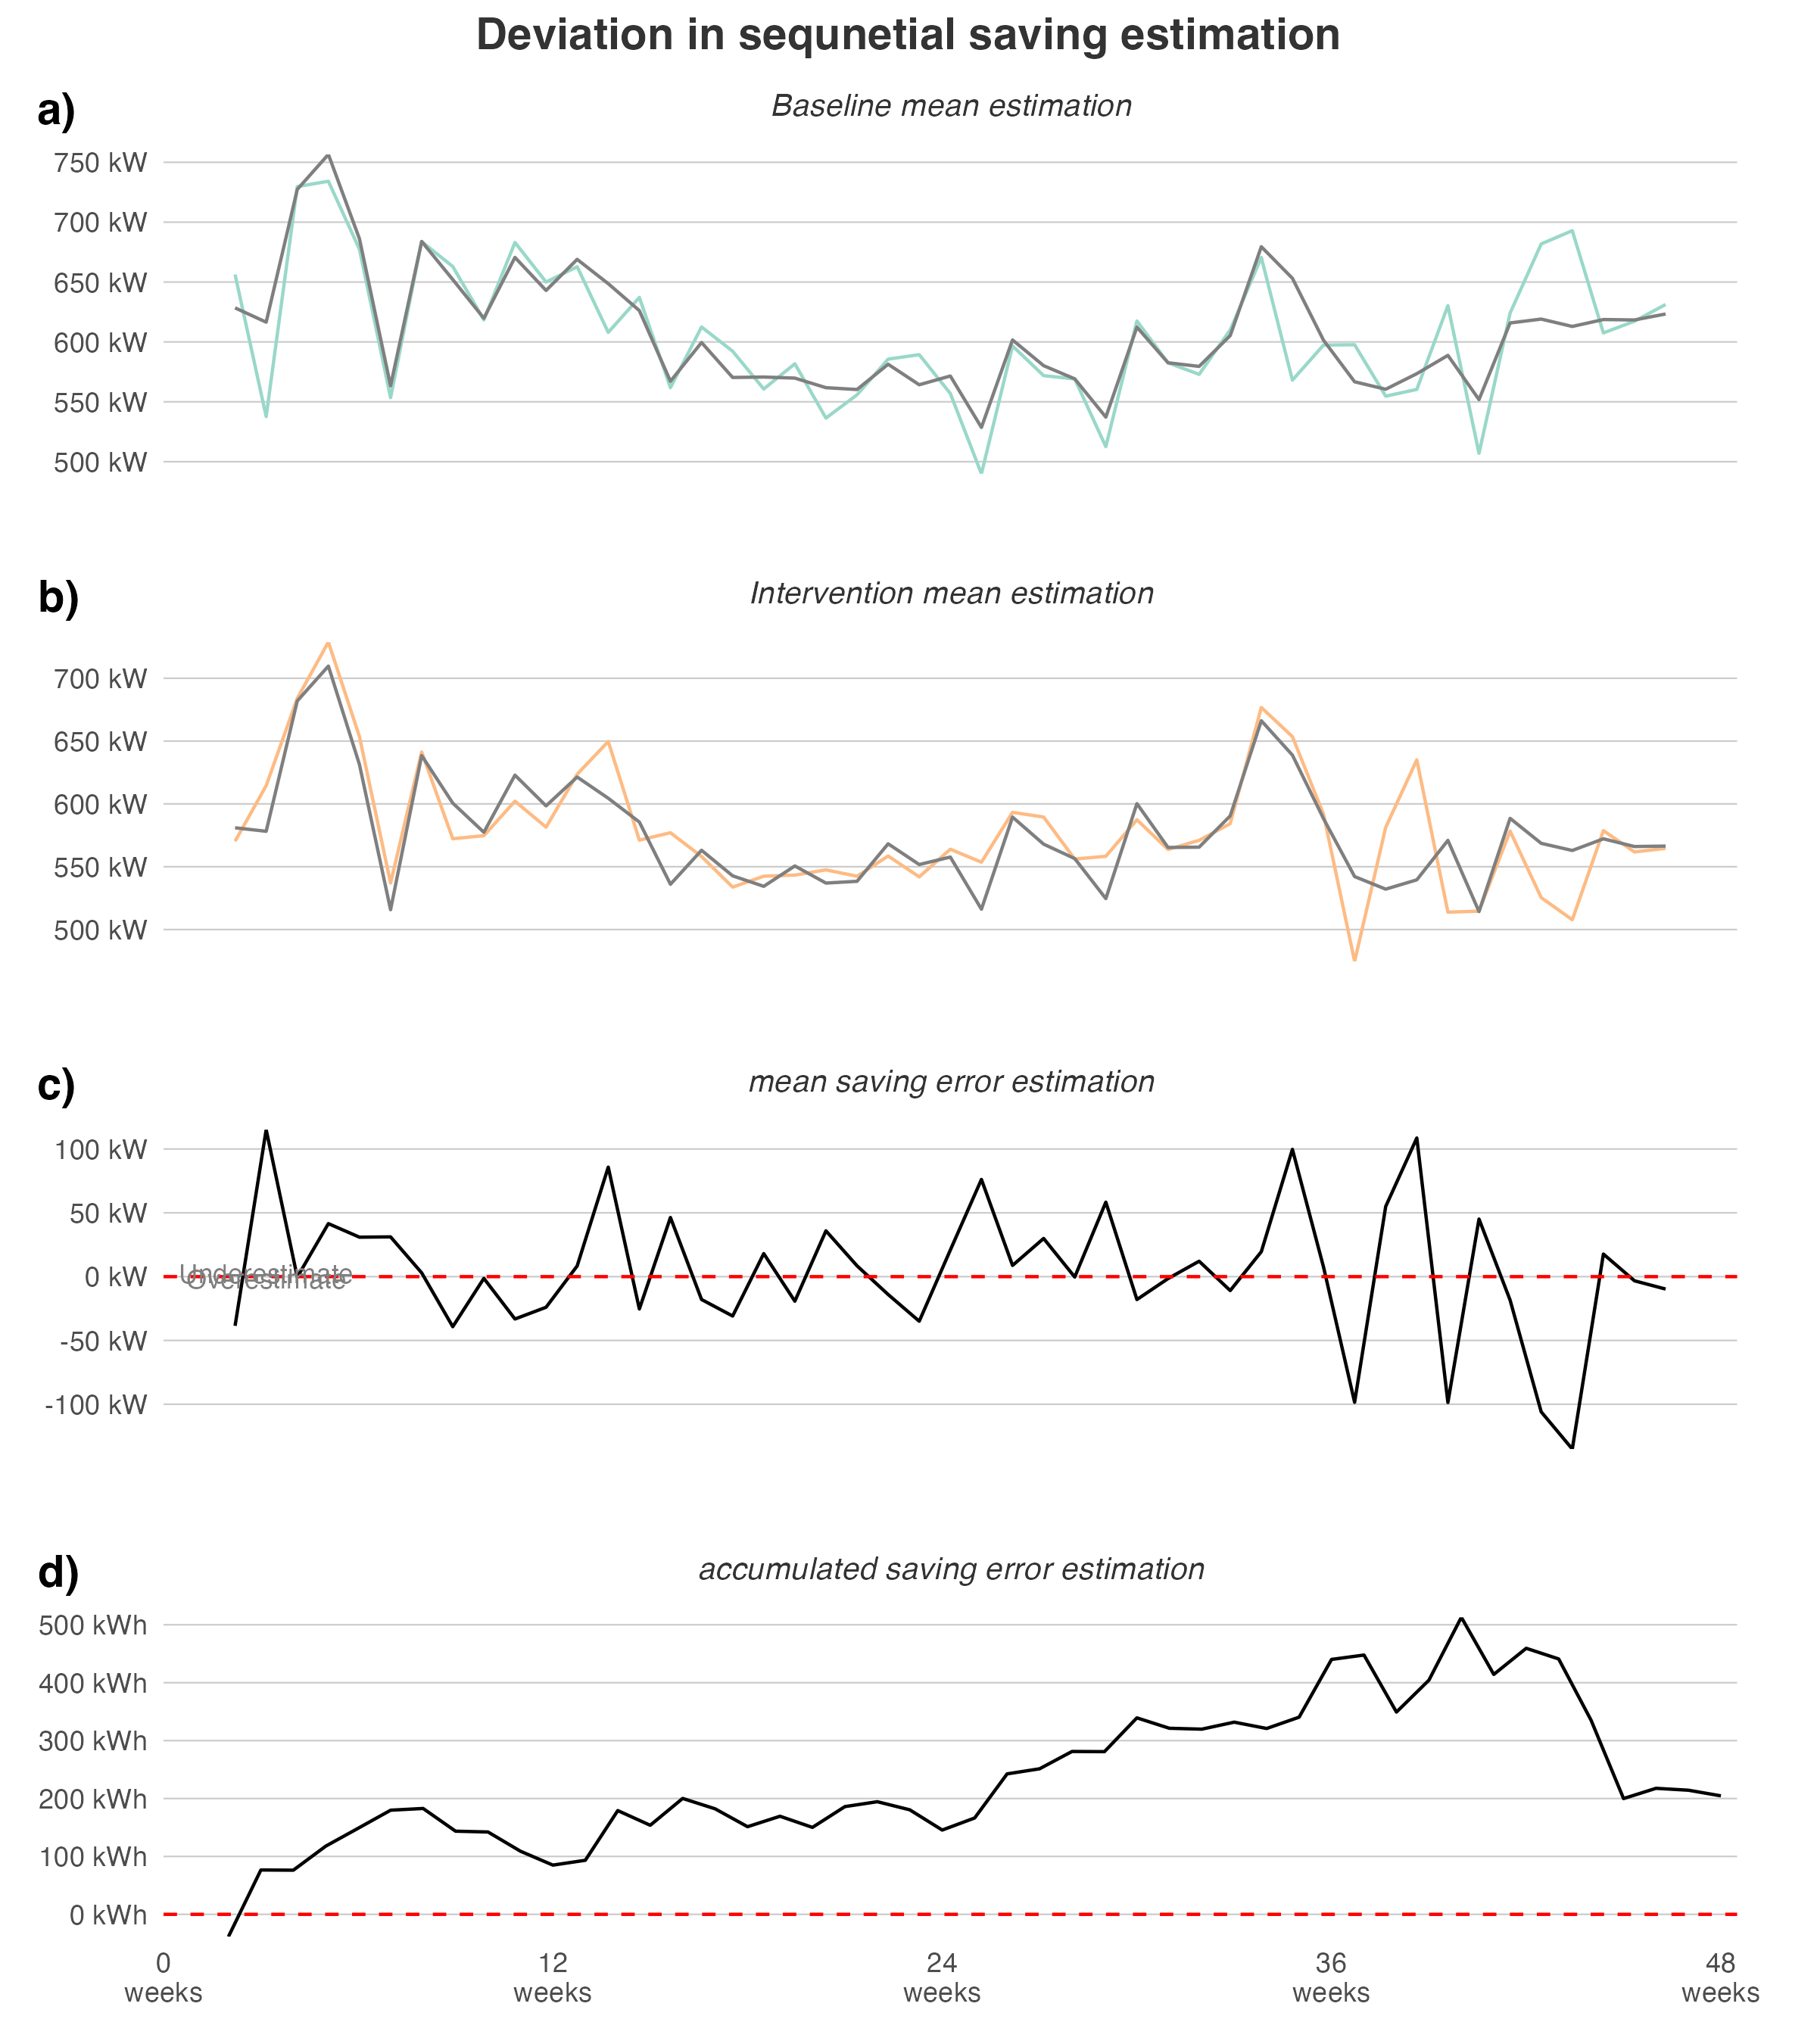 Deviation in sequnetial saving estimation
a)
Baseline mean estimation
750 kW
700 kW
650 kW
600 kW
550 kW
500 kW
b)
Intervention mean estimation
700 kW
650 kW
600 kW
550 kW
500 kW
c)
mean saving error estimation
100 kW
50 kW
0 kW
-50 kW
-100 kW
Underestimate
Overestimate
d)
accumulated saving error estimation
500 kWh
400 kWh
300 kWh
200 kWh
100 kWh
0 kWh
0 12 24 36 48
weeks weeks weeks weeks weeks